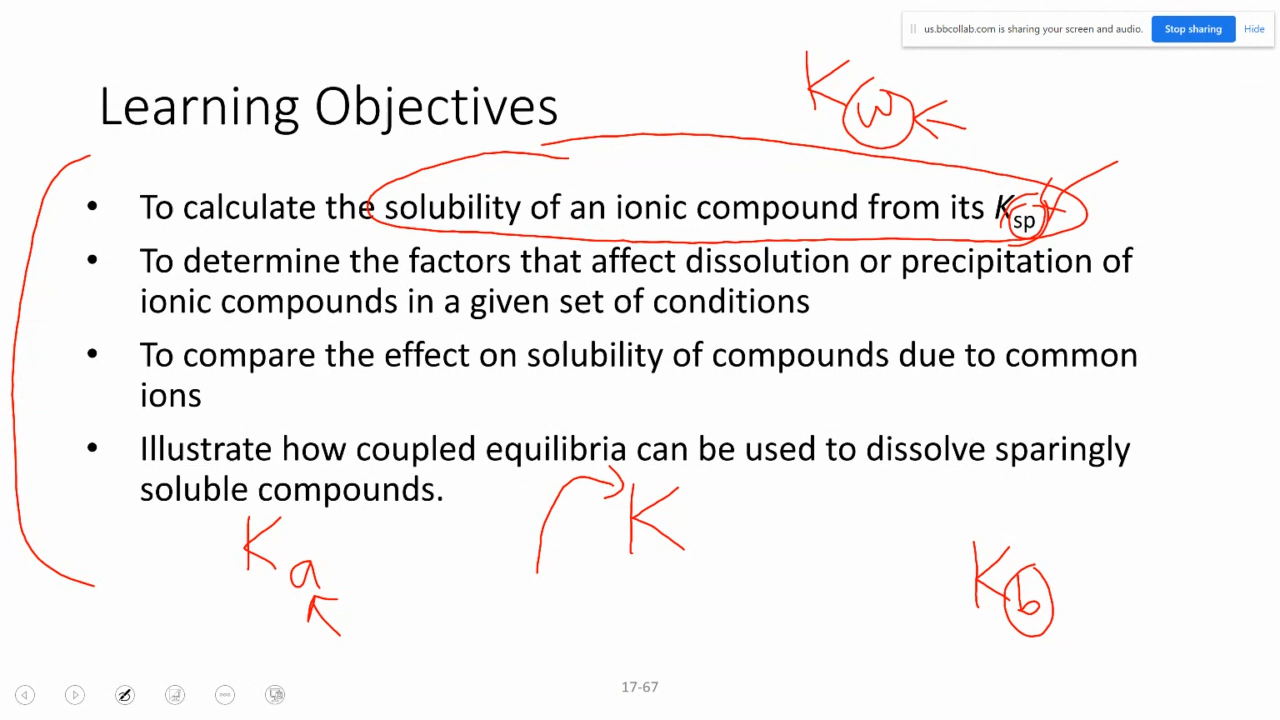 us.bbcollab.com is sharing your screen and audio. Stop sharing Hide
Kw
Learning Objectives
• To calculate the solubility of an ionic compound from its Ksp
• To determine the factors that affect dissolution or precipitation of
ionic compounds in a given set of conditions
• To compare the effect on solubility of compounds due to common
ions
• Illustrate how coupled equilibria can be used to dissolve sparingly
soluble compounds.
K
Ka
Kb
17-67